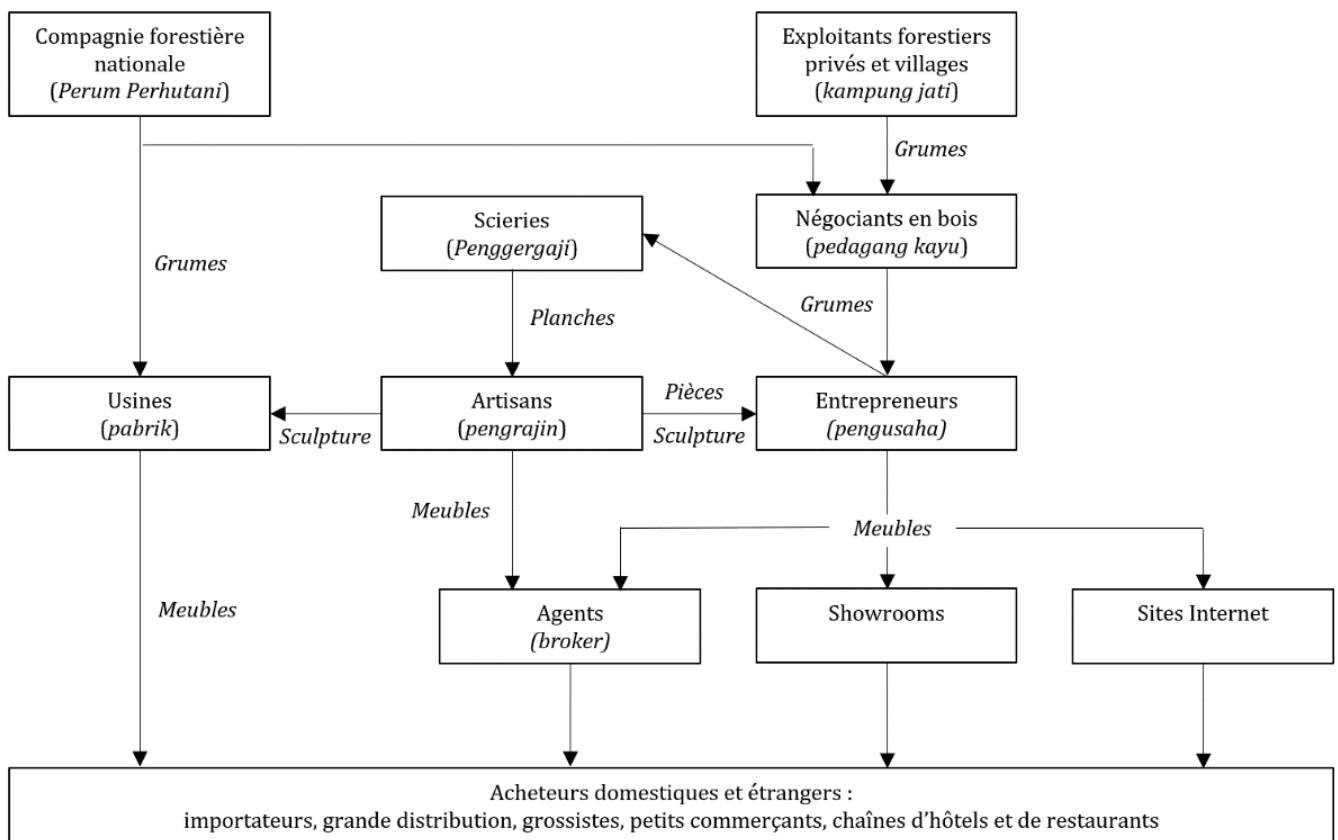 Compagnie forestière
nationale
(Perum Perhutani)
Exploitants forestiers
privés et villages
(kampung jati)
Grumes
Scieries
(Penggergaji)
Négociants en bois
(pedagang kayu)
Grumes
Grumes
Planches
Usines
(pabrik)
Sculpture
Artisans
(pengrajin)
Pièces
Sculpture
Entrepreneurs
(pengusaha)
Meubles
Meubles
Meubles
Agents
(broker)
Showrooms
Sites Internet
Acheteurs domestiques et étrangers :
importateurs, grande distribution, grossistes, petits commerçants, chaînes d'hôtels et de restaurants